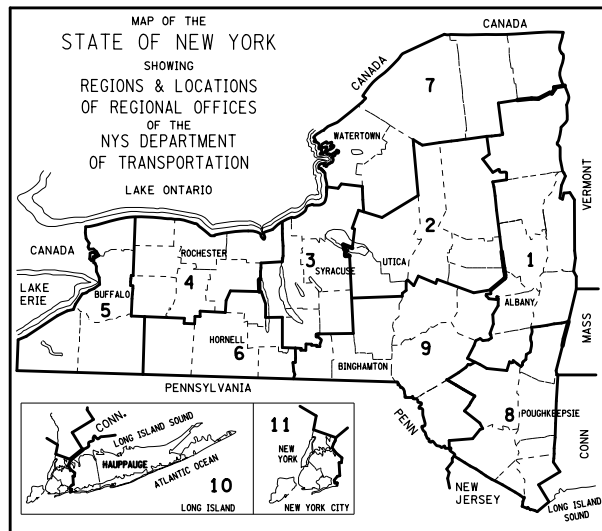 MAP OF THE
STATE OF NEW YORK
SHOWING
REGIONS & LOCATIONS
OF REGIONAL OFFICES
OF THE
NYS DEPARTMENT
OF TRANSPORTATION
LAKE ONTARIO
CANADA
CANADA
7
WATERTOWN
VERMONT
2
UTICA
1
ALBANY
MASS
CANADA
LAKE
ERIE
BUFFALO
5
ROCHESTER
4
3
SYRACUSE
HORNELL
6
BINGHAMTON
9
PENNSYLVANIA
PENN
8
POUGHKEEPSIE
CONN
NEW
JERSEY
LONG ISLAND
SOUND
CONN.
LONG ISLAND SOUND
HAUPPAUGE
ATLANTIC OCEAN
10
LONG ISLAND
11
NEW
YORK
NEW YORK CITY